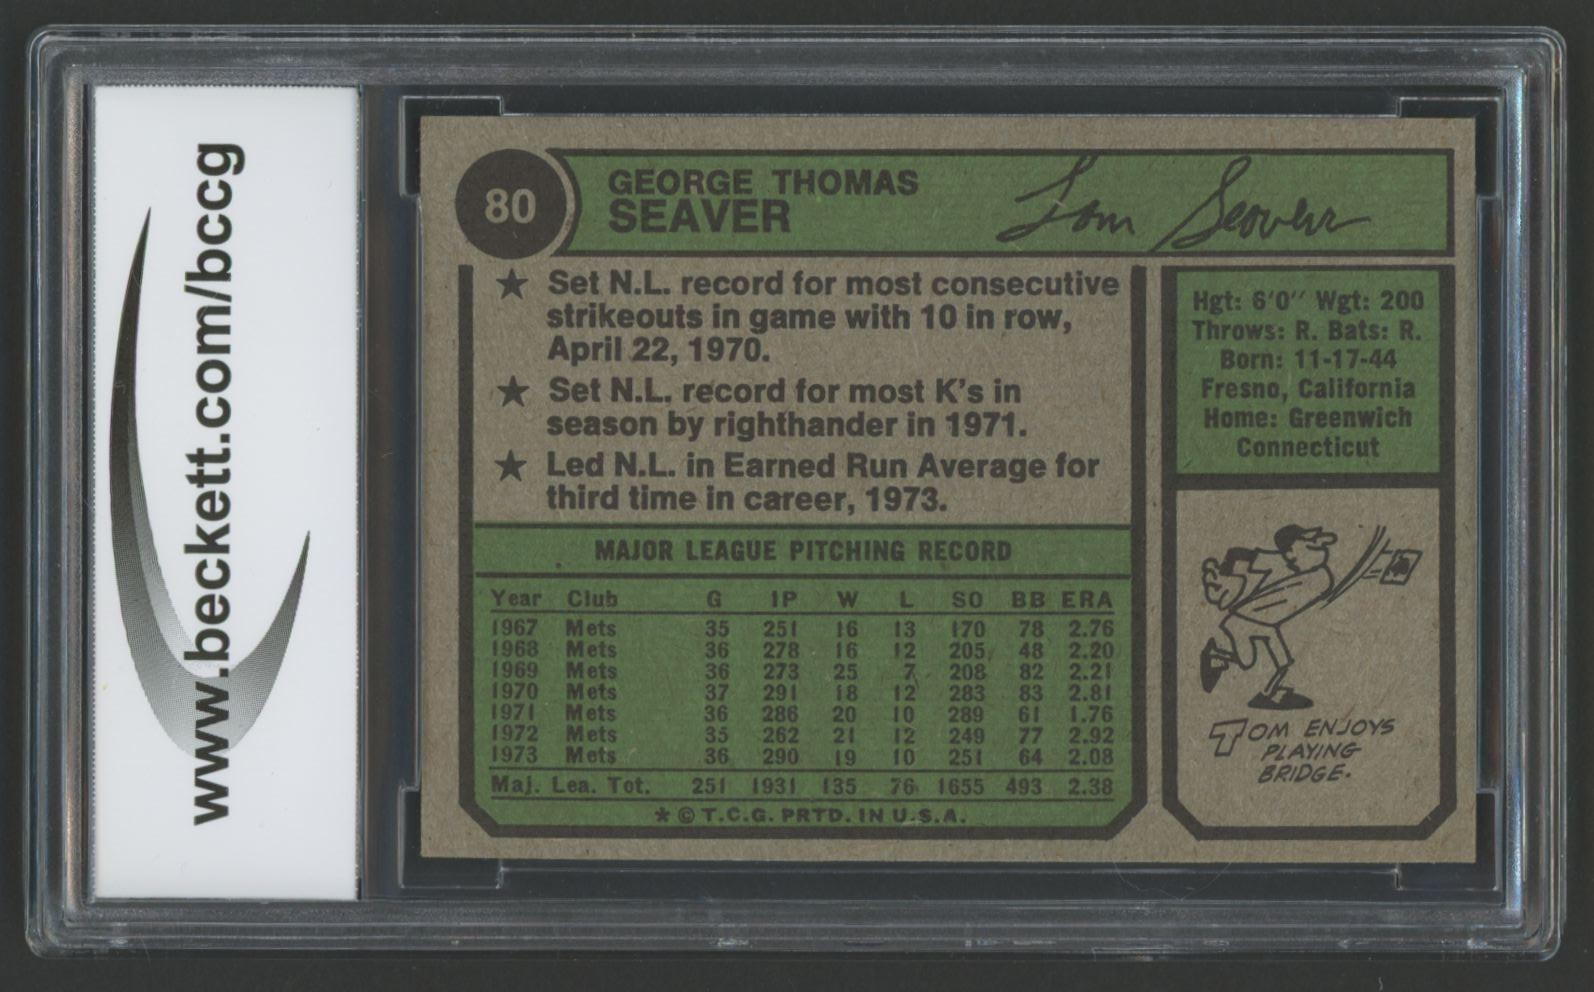 www.beckett.com/bccg
80
GEORGE THOMAS
SEAVER
Tom Seaver
★ Set N.L. record for most consecutive
strikeouts in game with 10 in row,
April 22, 1970.
★ Set N.L. record for most K's in
season by righthander in 1971.
★ Led N.L. in Earned Run Average for
third time in career, 1973.
MAJOR LEAGUE PITCHING RECORD
Year Club G IP W L SO BB ERA
1967 Mets 35 251 16 13 170 78 2.76
1968 Mets 36 278 16 12 205 48 2.20
1969 Mets 36 273 25 7 208 82 2.21
1970 Mets 37 291 18 12 283 83 2.81
1971 Mets 36 286 20 10 289 61 1.76
1972 Mets 35 262 21 12 249 77 2.92
1973 Mets 36 290 19 10 251 64 2.08
Maj. Lea. Tot. 251 1931 135 76 1655 493 2.38
* © T.C.G. PRTD. IN U.S.A.
Hgt: 6'0" Wgt: 200
Throws: R. Bats: R.
Born: 11-17-44
Fresno, California
Home: Greenwich
Connecticut
TOM ENJOYS
PLAYING
BRIDGE.